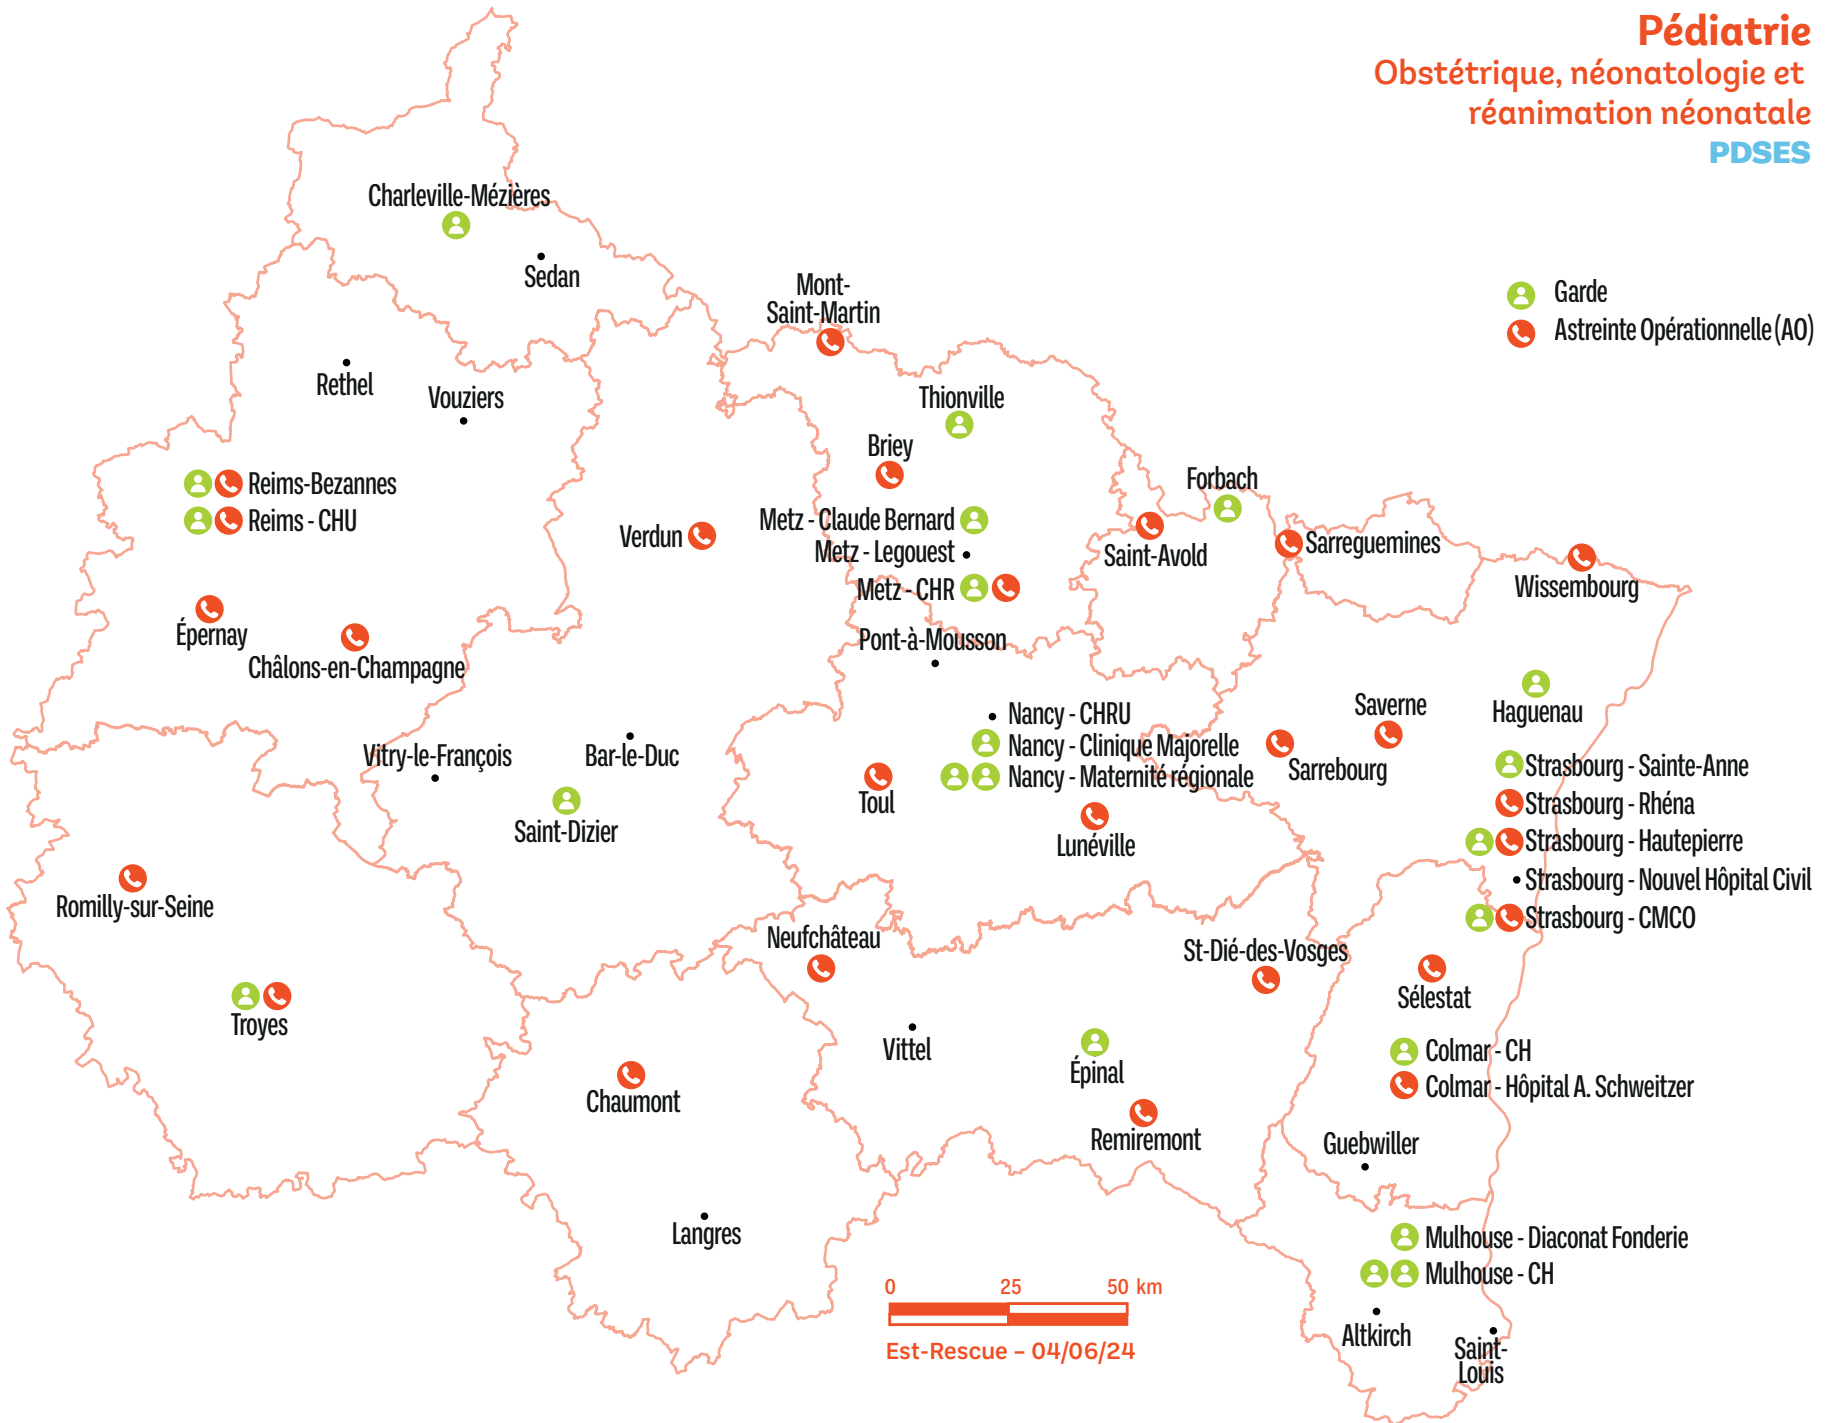 Pédiatrie
Obstétrique, néonatologie et
réanimation néonatale
PDSES
Garde
Astreinte Opérationnelle (AO)
Charleville-Mézières
Sedan
Mont-
Saint-Martin
Rethel
Vouziers
Thionville
Briey
Forbach
Reims-Bezannes
Reims - CHU
Verdun
Metz - Claude Bernard
Metz - Legouest
Metz - CHR
Saint-Avold
Sarreguemines
Wissembourg
Épernay
Châlons-en-Champagne
Pont-à-Mousson
Haguenau
Saverne
Sarrebourg
Nancy - CHRU
Nancy - Clinique Majorelle
Nancy - Maternité régionale
Vitry-le-François
Bar-le-Duc
Saint-Dizier
Toul
Lunéville
Strasbourg - Sainte-Anne
Strasbourg - Rhéna
Strasbourg - Hautepierre
Strasbourg - Nouvel Hôpital Civil
Strasbourg - CMCO
Romilly-sur-Seine
Troyes
Neufchâteau
St-Dié-des-Vosges
Sélestat
Vittel
Épinal
Colmar - CH
Colmar - Hôpital A. Schweitzer
Chaumont
Remiremont
Guebwiller
Langres
Mulhouse - Diaconat Fonderie
Mulhouse - CH
Altkirch
Saint-
Louis
0 25 50 km
Est-Rescue – 04/06/24